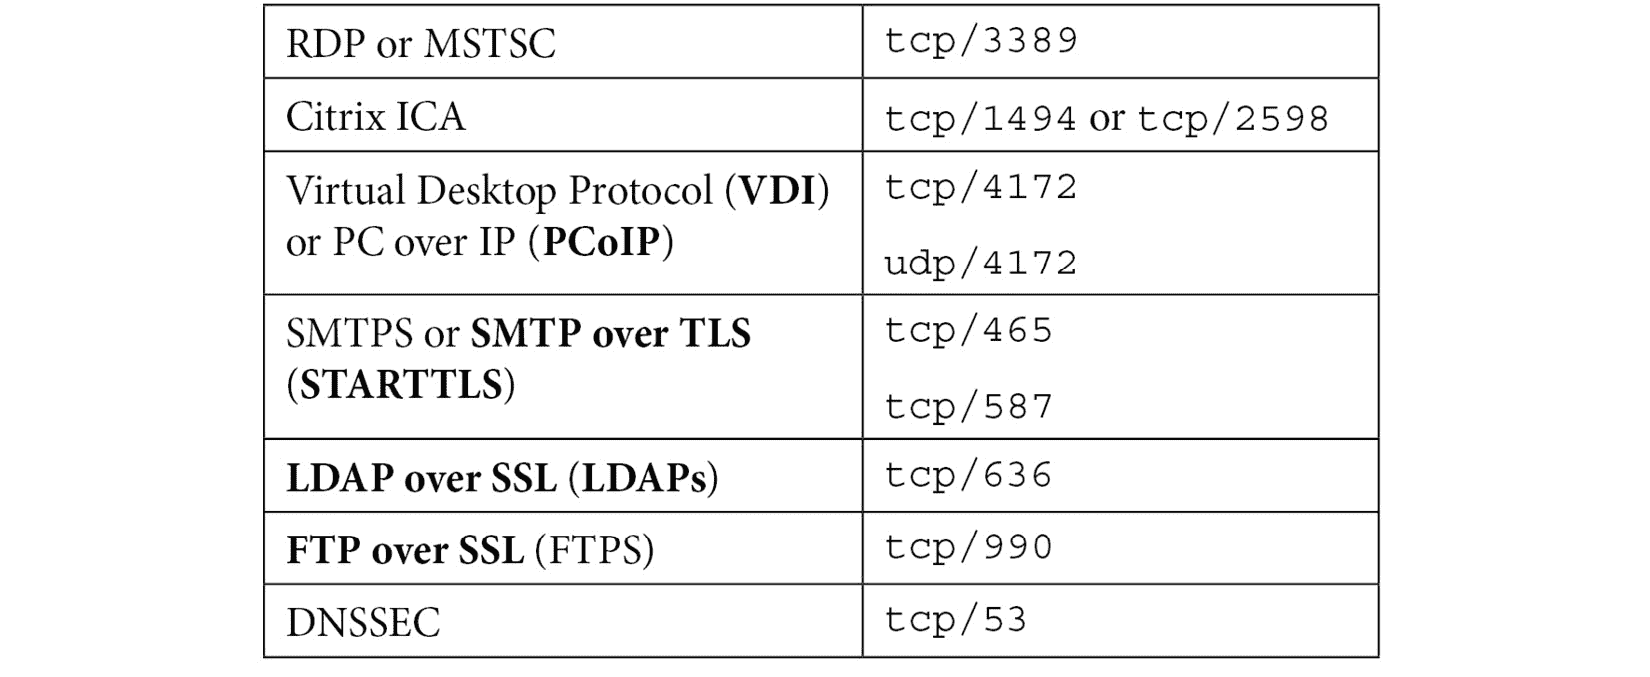 RDP or MSTSC
tcp/3389
Citrix ICA
tcp/1494 or tcp/2598
Virtual Desktop Protocol (VDI)
or PC over IP (PCoIP)
tcp/4172
udp/4172
SMTPS or SMTP over TLS
(STARTTLS)
tcp/465
tcp/587
LDAP over SSL (LDAPs)
tcp/636
FTP over SSL (FTPS)
tcp/990
DNSSEC
tcp/53